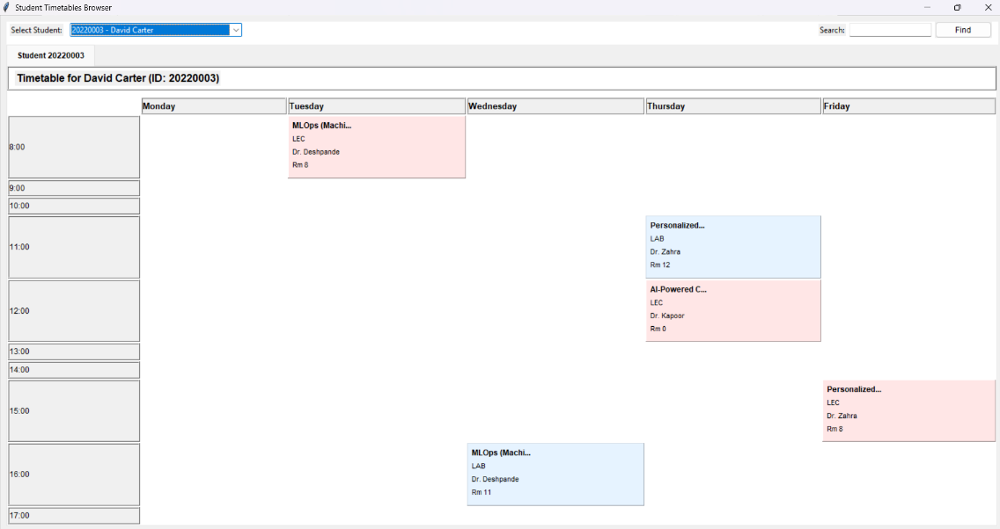 Student Timetables Browser
Select Student: 20220003 - David Carter Search: Find
Student 20220003
Timetable for David Carter (ID: 20220003)
Monday Tuesday Wednesday Thursday Friday
8:00
MLOps (Machi...
LEC
Dr. Deshpande
Rm 8
9:00
10:00
11:00
Personalized...
LAB
Dr. Zahra
Rm 12
12:00
AI-Powered C...
LEC
Dr. Kapoor
Rm 0
13:00
14:00
15:00
Personalized...
LEC
Dr. Zahra
Rm 8
16:00
MLOps (Machi...
LAB
Dr. Deshpande
Rm 11
17:00